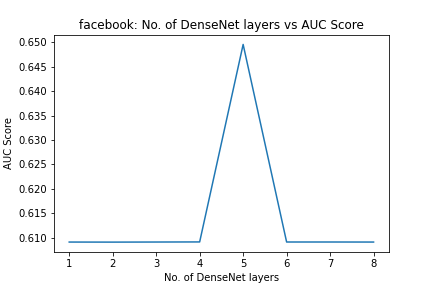 facebook: No. of DenseNet layers vs AUC Score
0.650
0.645
0.640
0.635
0.630
0.625
0.620
0.615
0.610
AUC Score
1 2 3 4 5 6 7 8
No. of DenseNet layers